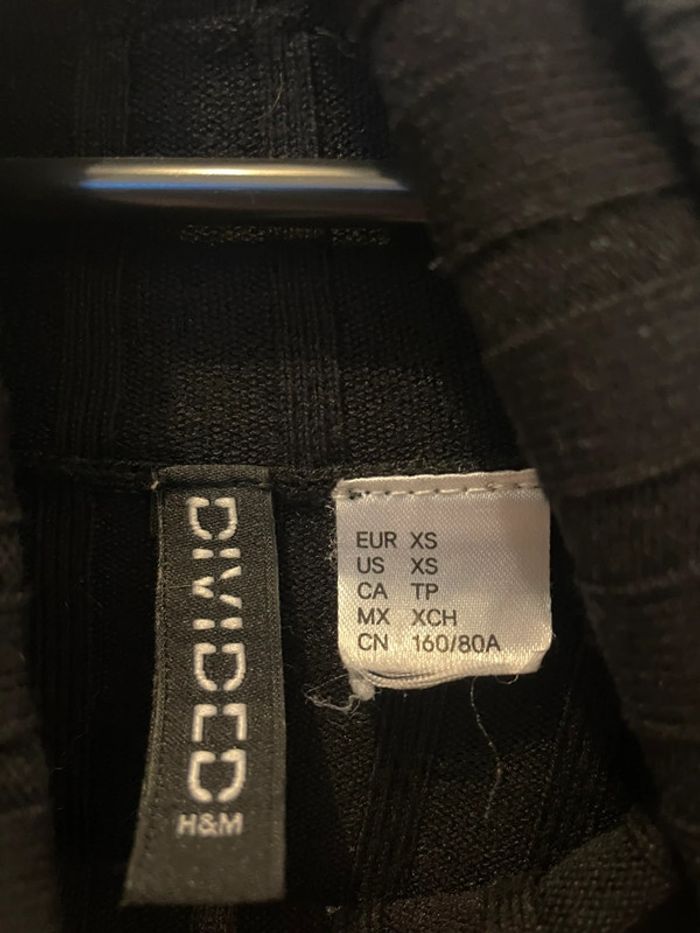 DIVIDED
H&M
EUR XS
US XS
CA TP
MX XCH
CN 160/80A